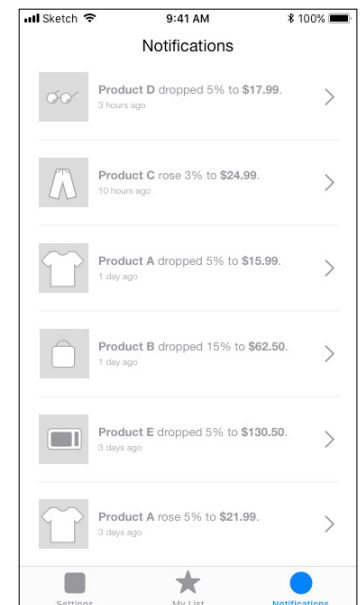 Sketch 9:41 AM 100%
Notifications
Product D dropped 5% to $17.99.
3 hours ago
Product C rose 3% to $24.99.
10 hours ago
Product A dropped 5% to $15.99.
1 day ago
Product B dropped 15% to $62.50.
1 day ago
Product E dropped 5% to $130.50.
3 days ago
Product A rose 5% to $21.99.
3 days ago
Settings My List Notifications